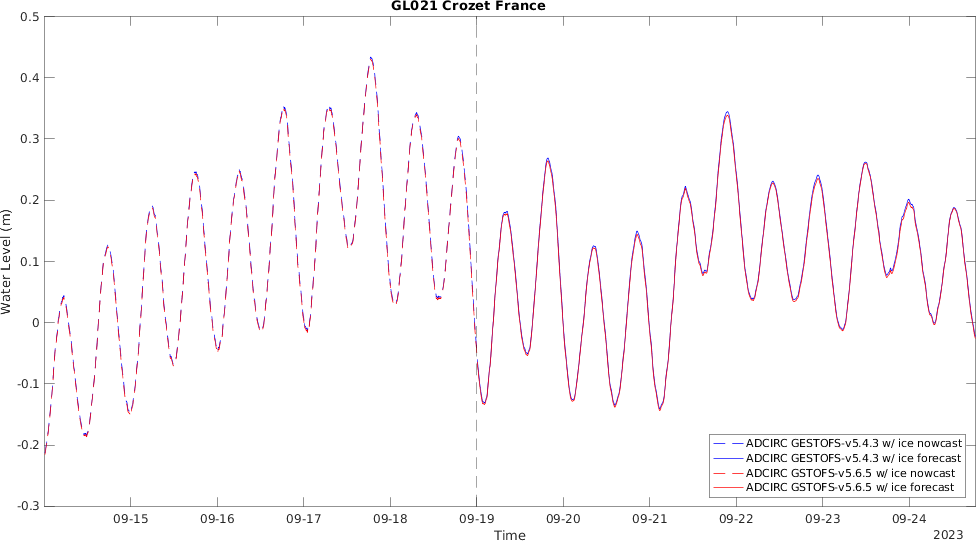 GL021 Crozet France
0.5
0.4
0.3
0.2
0.1
0
-0.1
-0.2
-0.3
Water Level (m)
ADCIRC GESTOFS-v5.4.3 w/ ice nowcast
ADCIRC GESTOFS-v5.4.3 w/ ice forecast
ADCIRC GSTOFS-v5.6.5 w/ ice nowcast
ADCIRC GSTOFS-v5.6.5 w/ ice forecast
09-15 09-16 09-17 09-18 09-19 09-20 09-21 09-22 09-23 09-24
Time
2023